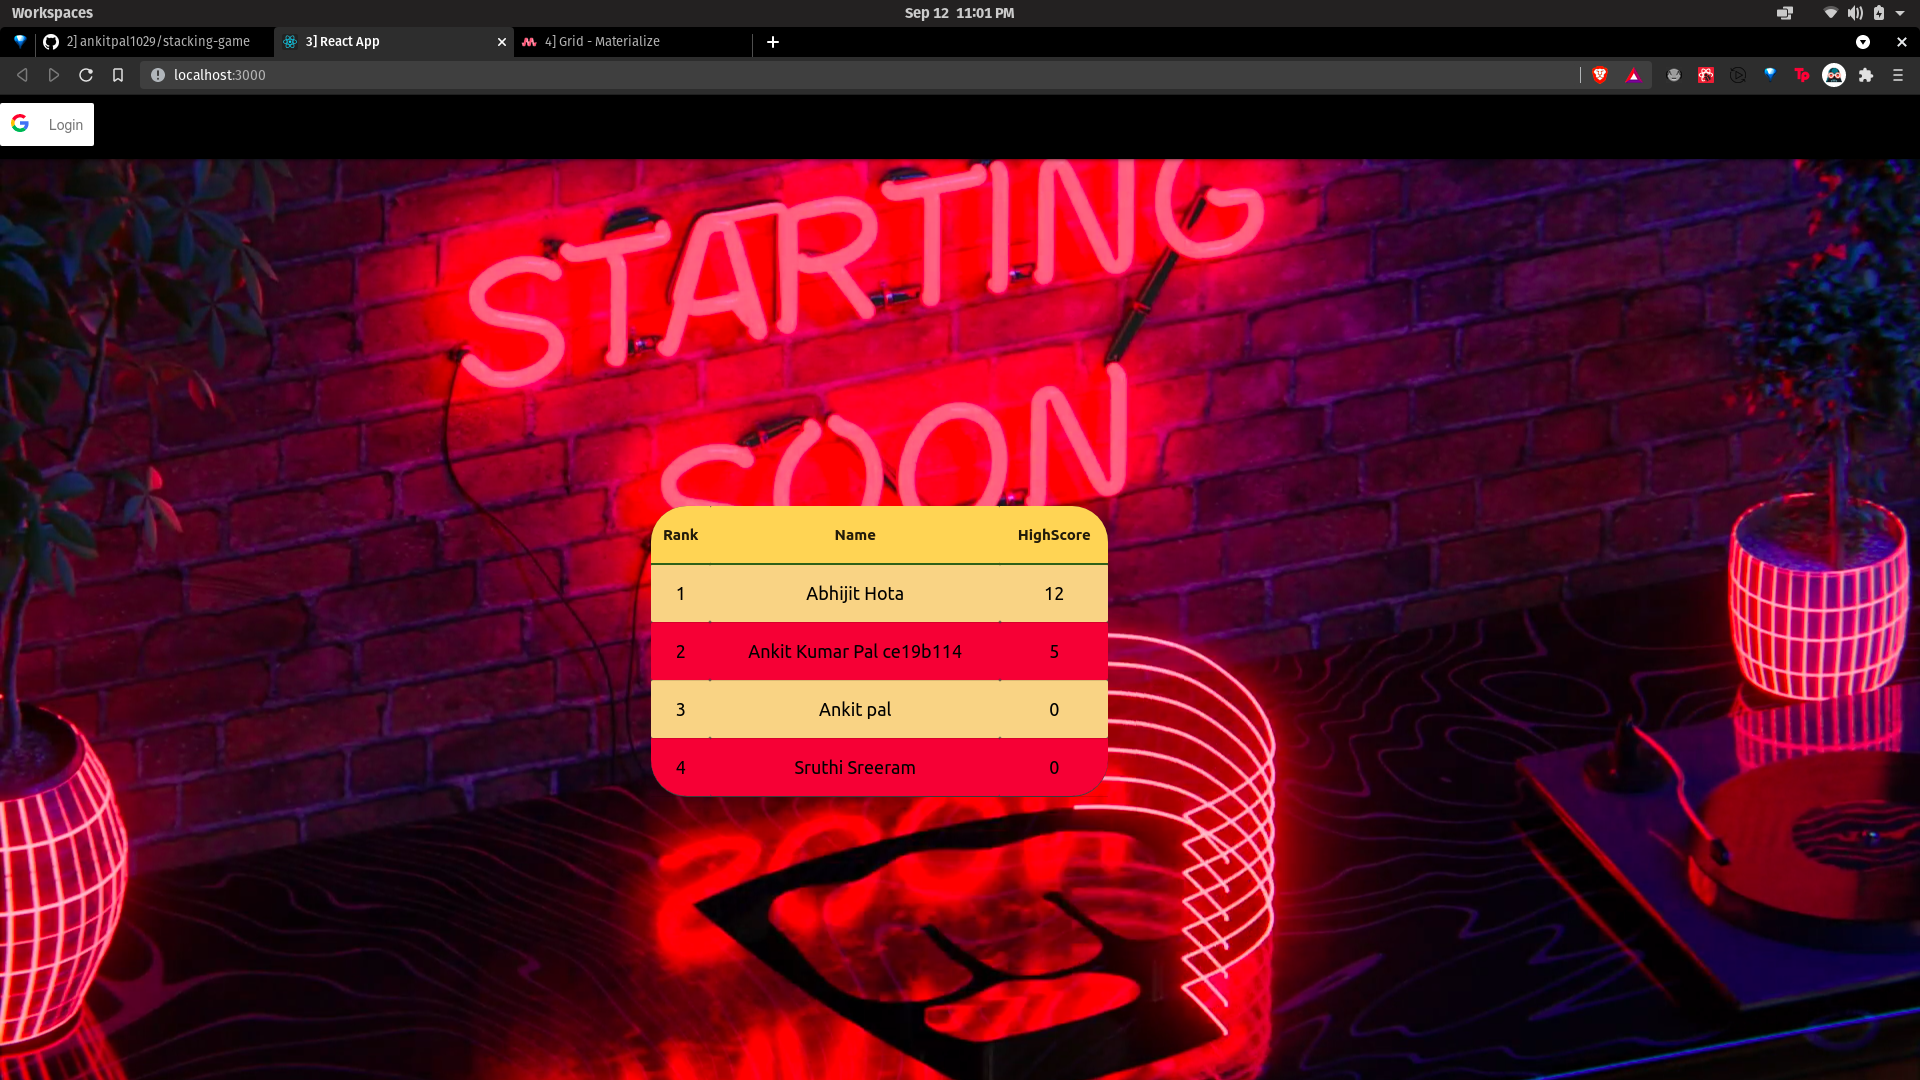 Workspaces
Sep 12 11:01 PM
2] ankitpal1029/stacking-game
3] React App
4] Grid - Materialize
localhost:3000
Tp
Login
STARTING
SOON
Rank Name HighScore
1 Abhijit Hota 12
2 Ankit Kumar Pal ce19b114 5
3 Ankit pal 0
4 Sruthi Sreeram 0